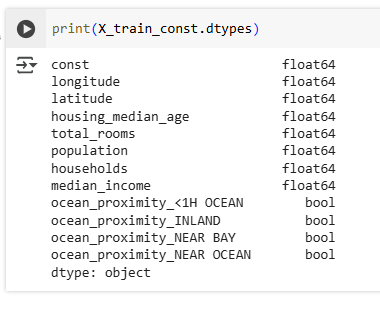 print(X_train_const.dtypes)
const float64
longitude float64
latitude float64
housing_median_age float64
total_rooms float64
population float64
households float64
median_income float64
ocean_proximity_<1H OCEAN bool
ocean_proximity_INLAND bool
ocean_proximity_NEAR BAY bool
ocean_proximity_NEAR OCEAN bool
dtype: object